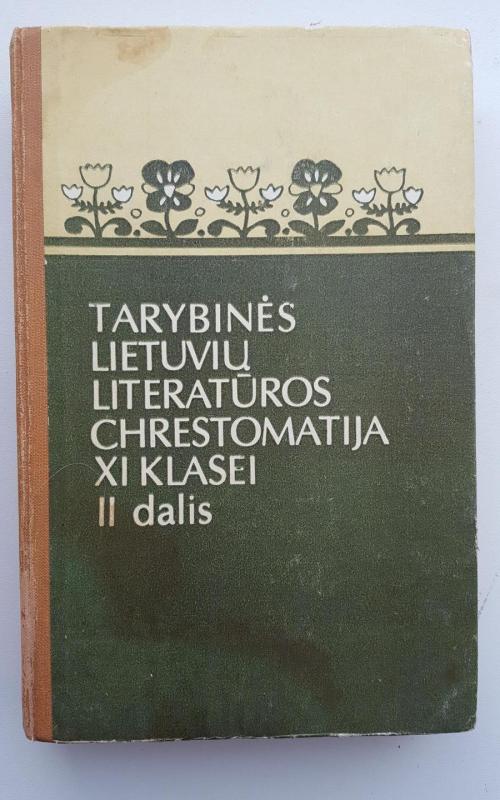 TARYBINĖS
LIETUVIŲ
LITERATŪROS
CHRESTOMATIJA
XI KLASEI
II dalis